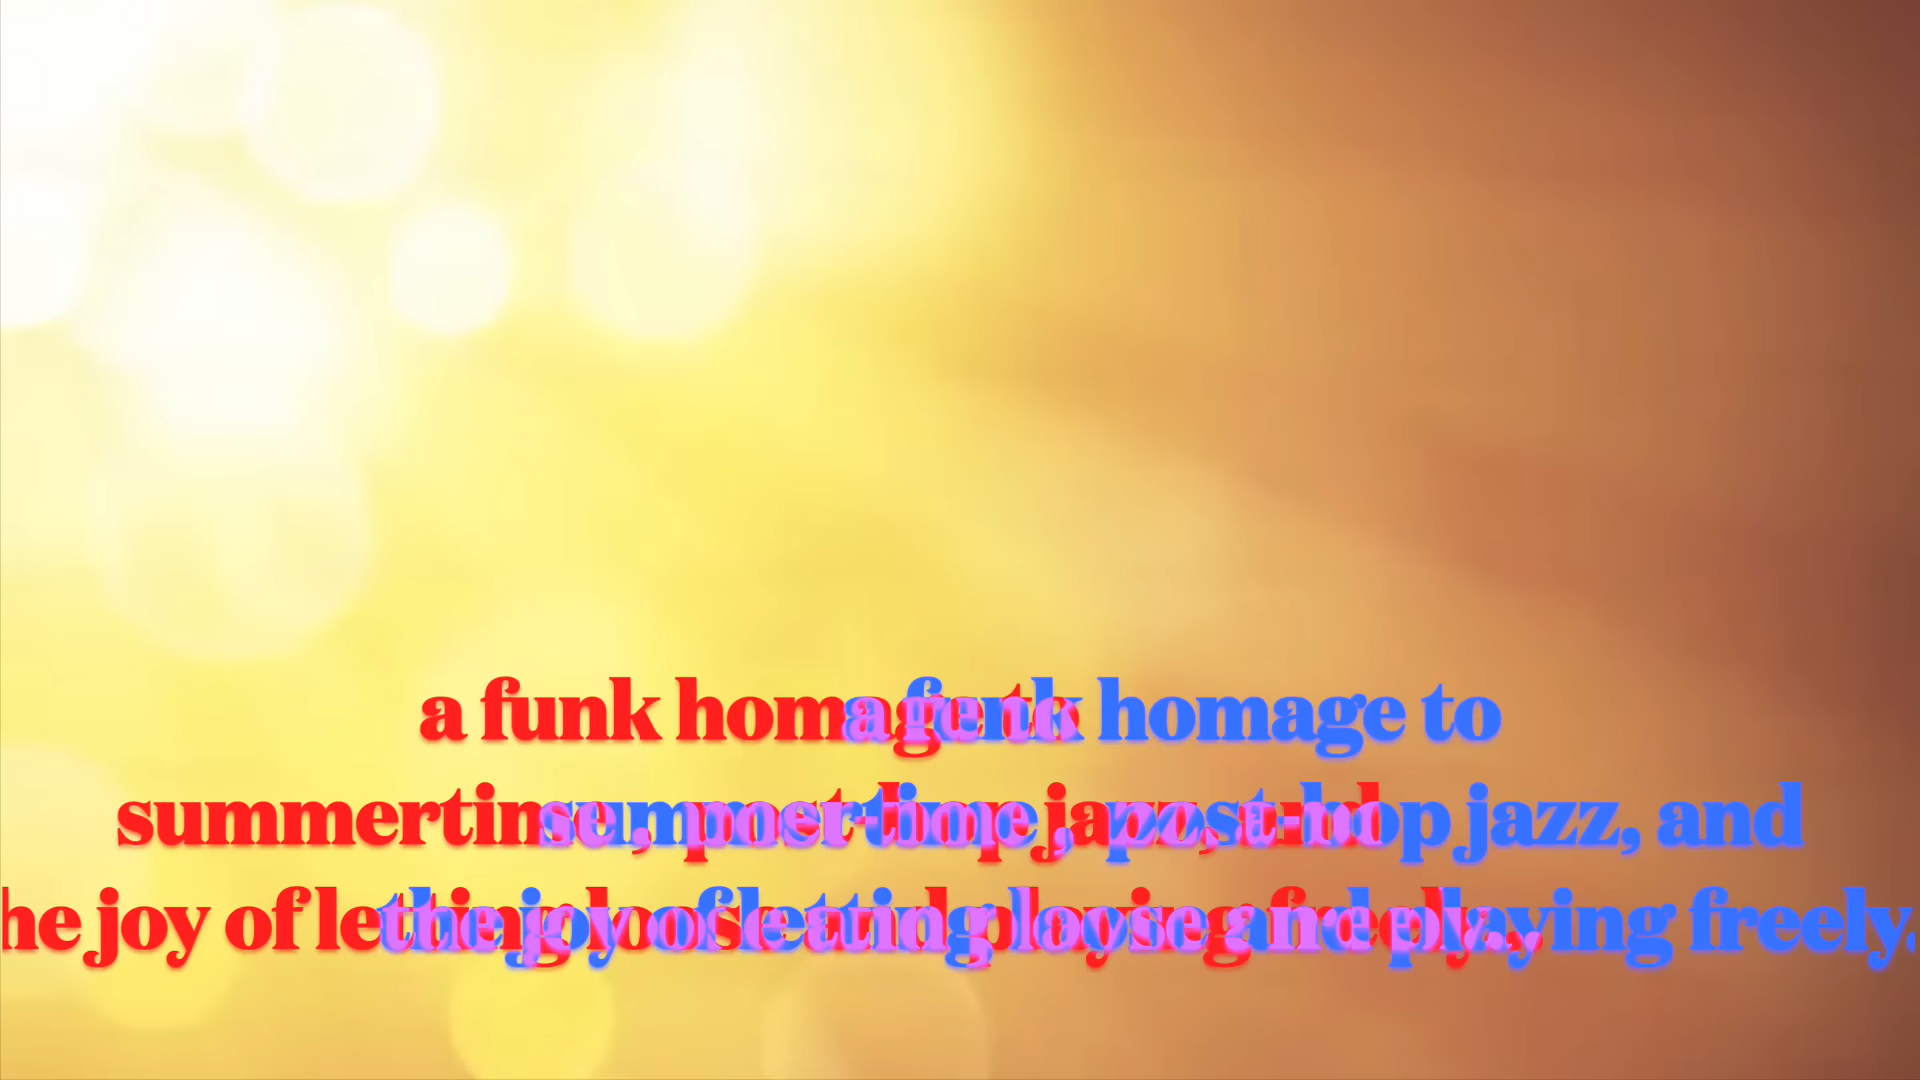 a funk homage to
summertime, post-bop jazz, and
the joy of letting loose and playing freely.